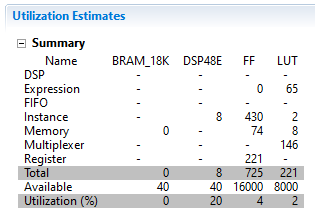 Utilization Estimates
Summary
Name BRAM_18K DSP48E FF LUT
DSP - - - -
Expression - - 0 65
FIFO - - - -
Instance - 8 430 2
Memory 0 - 74 8
Multiplexer - - - 146
Register - - 221 -
Total 0 8 725 221
Available 40 40 16000 8000
Utilization (%) 0 20 4 2